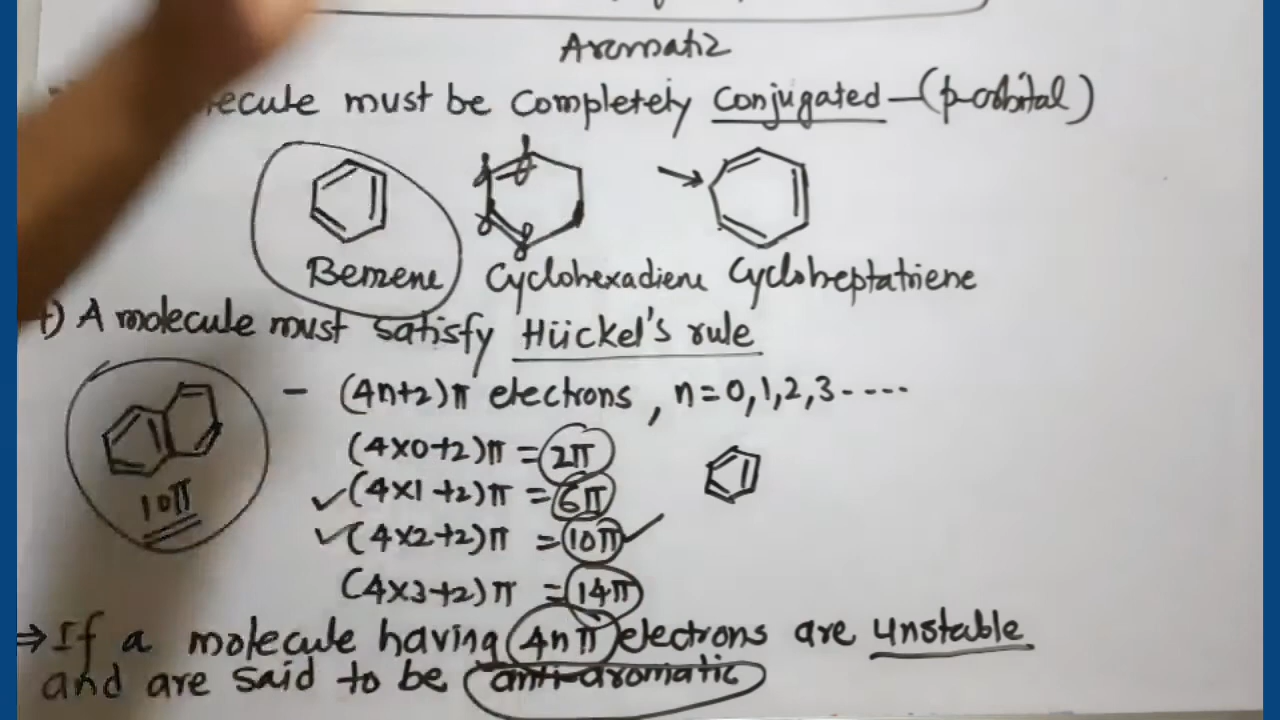 Aromatic
must be completely conjugated - (p-orbital)
Benzene Cyclohexadiene Cycloheptatriene
A molecule must satisfy Hückel's rule
- (4n+2)π electrons, n=0,1,2,3----
(4×0+2)π = 2π
✓(4×1+2)π = 6π
✓(4×2+2)π = 10π ✓
10π
(4×3+2)π = 14π
⇒ If a molecule having 4nπ electrons are unstable
and are said to be anti-aromatic